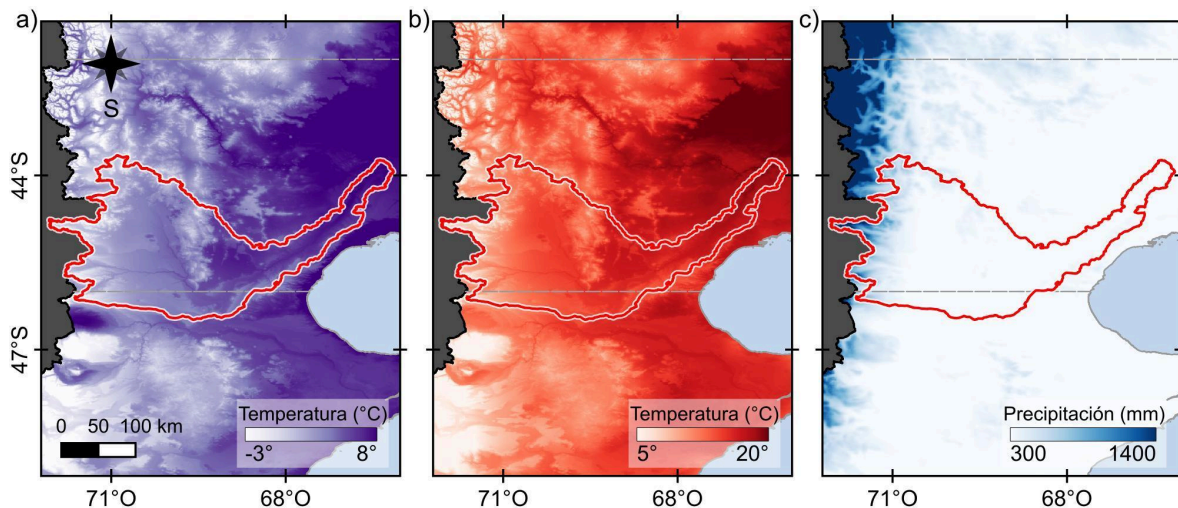 a)
b)
c)
S
44°S
47°S
0 50 100 km
Temperatura (°C)
-3° 8°
Temperatura (°C)
5° 20°
Precipitación (mm)
300 1400
71°O 68°O
71°O 68°O
71°O 68°O